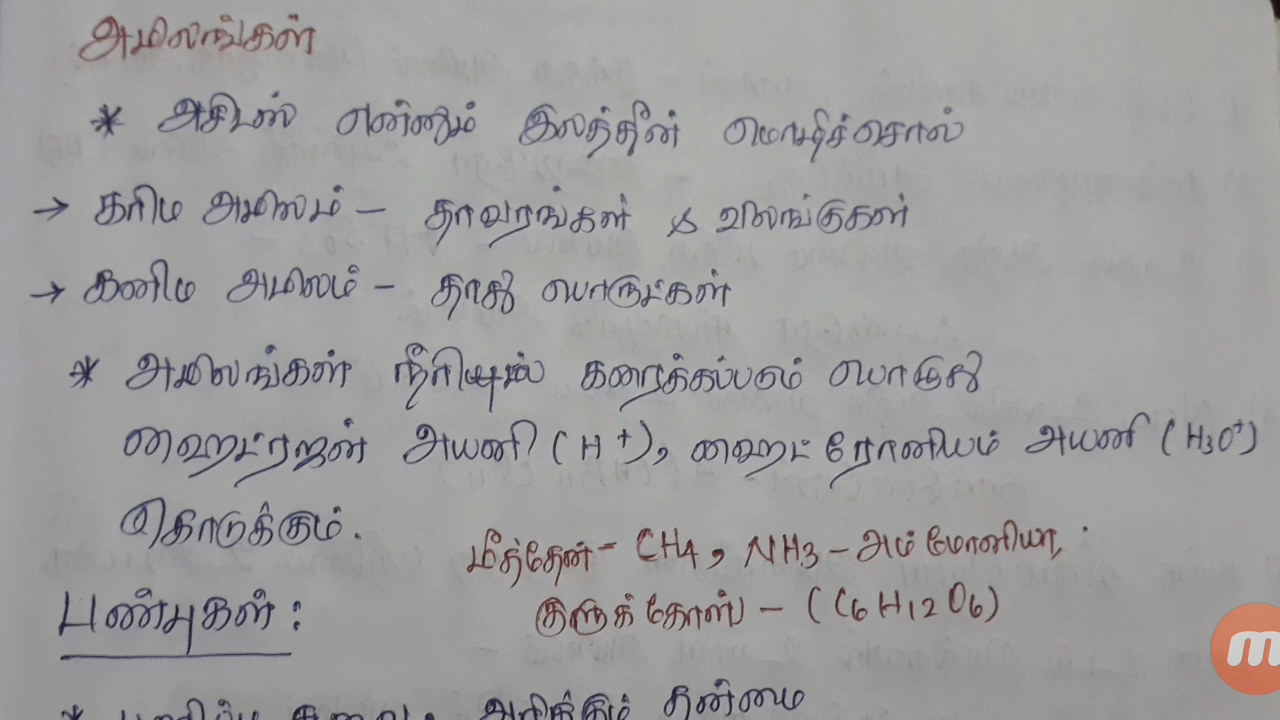 அமிலங்கள்
* அசிடஸ் என்னும் இலத்தீன் மொழிச்சொல்
→ கரிம அமிலம் – தாவரங்கள் & விலங்குகள்
→ கனிம அமிலம் – தாது பொருட்கள்
* அமிலங்கள் நீரில் கரைக்கப்படும் பொழுது
ஹைட்ரஜன் அயனி (H+), ஹைட்ரோனியம் அயனி (H3O+)
கொடுக்கும்.
மீத்தேன் – CH4, NH3 – அம்மோனியா,
குளுக்கோஸ் – (C6H12O6)
பண்புகள் :
* புளிப்பு சுவை, அரிக்கும் தன்மை
m